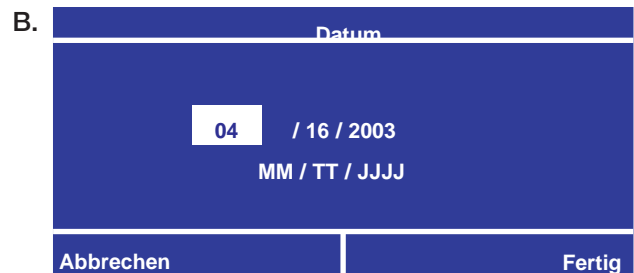 B.
Datum
04 / 16 / 2003
MM / TT / JJJJ
Abbrechen Fertig